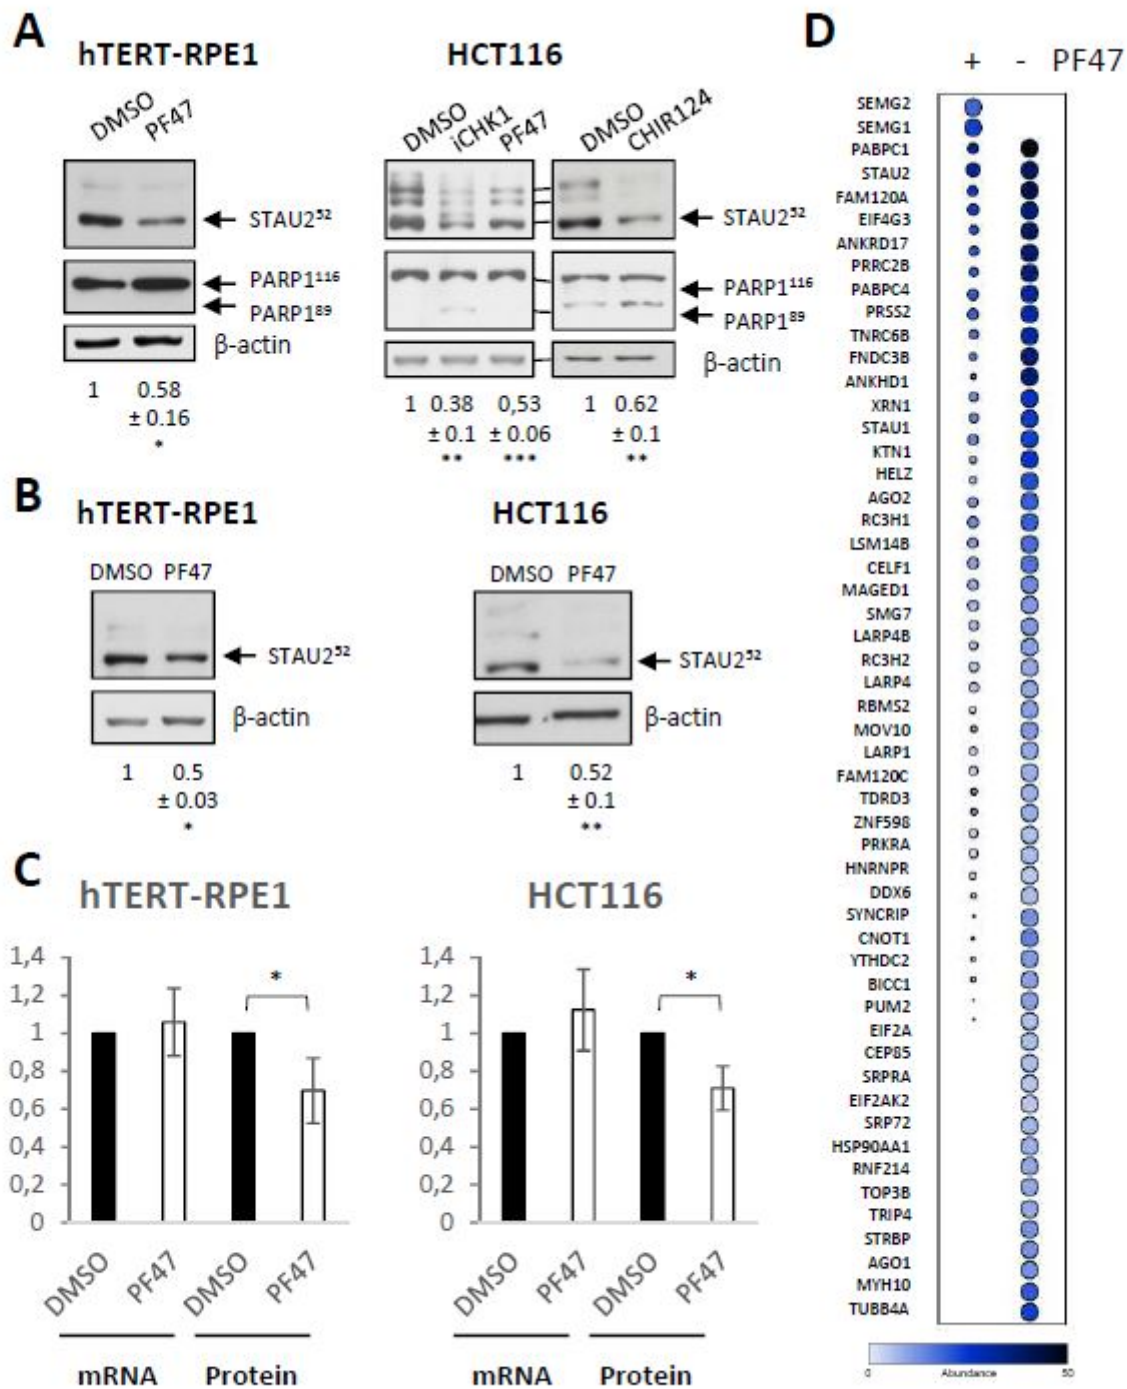 A
hTERT-RPE1
HCT116
DMSO
PF47
DMSO
iCHK1
PF47
DMSO
CHIR124
STAU2⁵²
STAU2⁵²
PARP1¹¹⁶
PARP1⁸⁹
PARP1¹¹⁶
PARP1⁸⁹
β-actin
β-actin
1 0.58
± 0.16
*
1 0.38 0,53 1 0.62
± 0.1 ± 0.06 ± 0.1
** *** **
B
hTERT-RPE1
HCT116
DMSO PF47
DMSO PF47
STAU2⁵²
STAU2⁵²
β-actin
β-actin
1 0.5
± 0.03
*
1 0.52
± 0.1
**
C
hTERT-RPE1
1,4
1,2
1
0,8
0,6
0,4
0,2
0
*
DMSO
PF47
DMSO
PF47
mRNA Protein
HCT116
1,4
1,2
1
0,8
0,6
0,4
0,2
0
*
DMSO
PF47
DMSO
PF47
mRNA Protein
D
+ - PF47
SEMG2
SEMG1
PABPC1
STAU2
FAM120A
EIF4G3
ANKRD17
PRRC2B
PABPC4
PRSS2
TNRC6B
FNDC3B
ANKHD1
XRN1
STAU1
KTN1
HELZ
AGO2
RC3H1
LSM14B
CELF1
MAGED1
SMG7
LARP4B
RC3H2
LARP4
RBMS2
MOV10
LARP1
FAM120C
TDRD3
ZNF598
PRKRA
HNRNPR
DDX6
SYNCRIP
CNOT1
YTHDC2
BICC1
PUM2
EIF2A
CEP85
SRPRA
EIF2AK2
SRP72
HSP90AA1
RNF214
TOP3B
TRIP4
STRBP
AGO1
MYH10
TUBB4A
0 Abundance 50